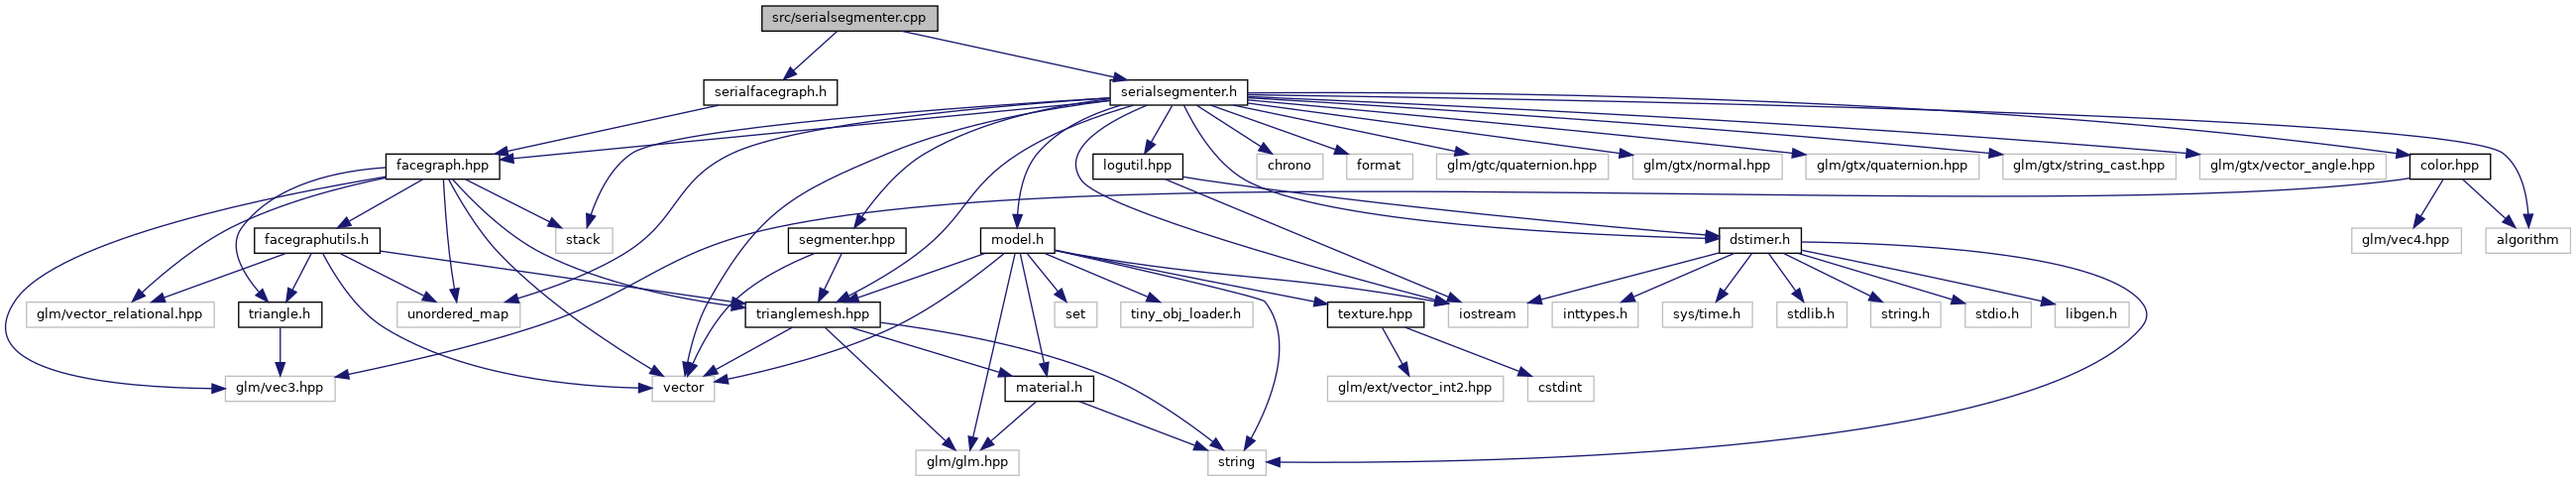 src/serialsegmenter.cpp
serialfacegraph.h
serialsegmenter.h
facegraph.hpp
logutil.hpp
chrono
format
glm/gtc/quaternion.hpp
glm/gtx/normal.hpp
glm/gtx/quaternion.hpp
glm/gtx/string_cast.hpp
glm/gtx/vector_angle.hpp
color.hpp
facegraphutils.h
stack
segmenter.hpp
model.h
dstimer.h
glm/vec4.hpp
algorithm
glm/vector_relational.hpp
triangle.h
unordered_map
trianglemesh.hpp
set
tiny_obj_loader.h
texture.hpp
iostream
inttypes.h
sys/time.h
stdlib.h
string.h
stdio.h
libgen.h
glm/vec3.hpp
vector
material.h
glm/ext/vector_int2.hpp
cstdint
glm/glm.hpp
string